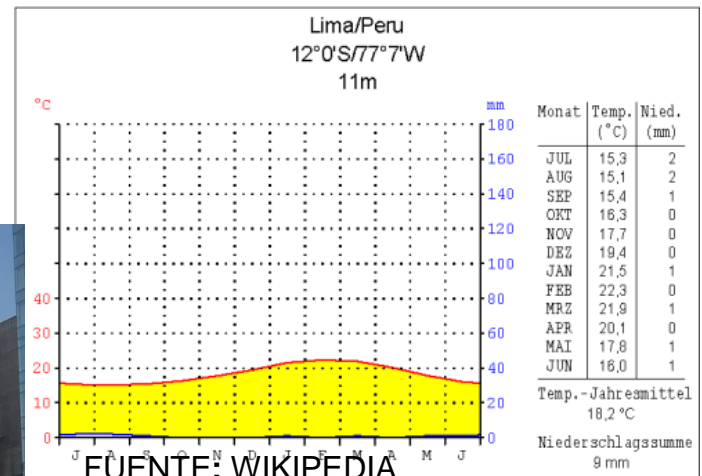 Lima/Peru
12°0'S/77°7'W
11m
°C
mm
180
160
140
120
100
40
80
30
60
20
40
10
20
0
0
J A S O N D J F M A M J
Monat Temp. Nied.
(°C) (mm)
JUL 15,3 2
AUG 15,1 2
SEP 15,4 1
OKT 16,3 0
NOV 17,7 0
DEZ 19,4 0
JAN 21,5 1
FEB 22,3 0
MRZ 21,9 1
APR 20,1 0
MAI 17,8 1
JUN 16,0 1
Temp.-Jahresmittel
18,2 °C
Niederschlagssumme
9 mm
FUENTE: WIKIPEDIA